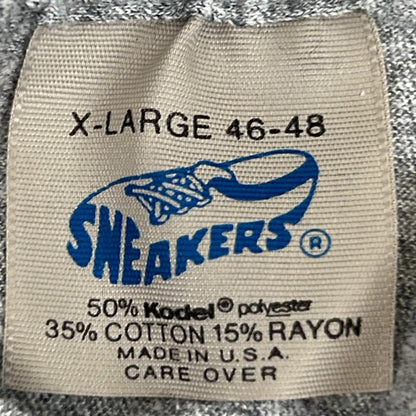 X-LARGE 46-48
SNEAKERS®
50% Kodel® polyester
35% COTTON 15% RAYON
MADE IN U.S.A.
CARE OVER